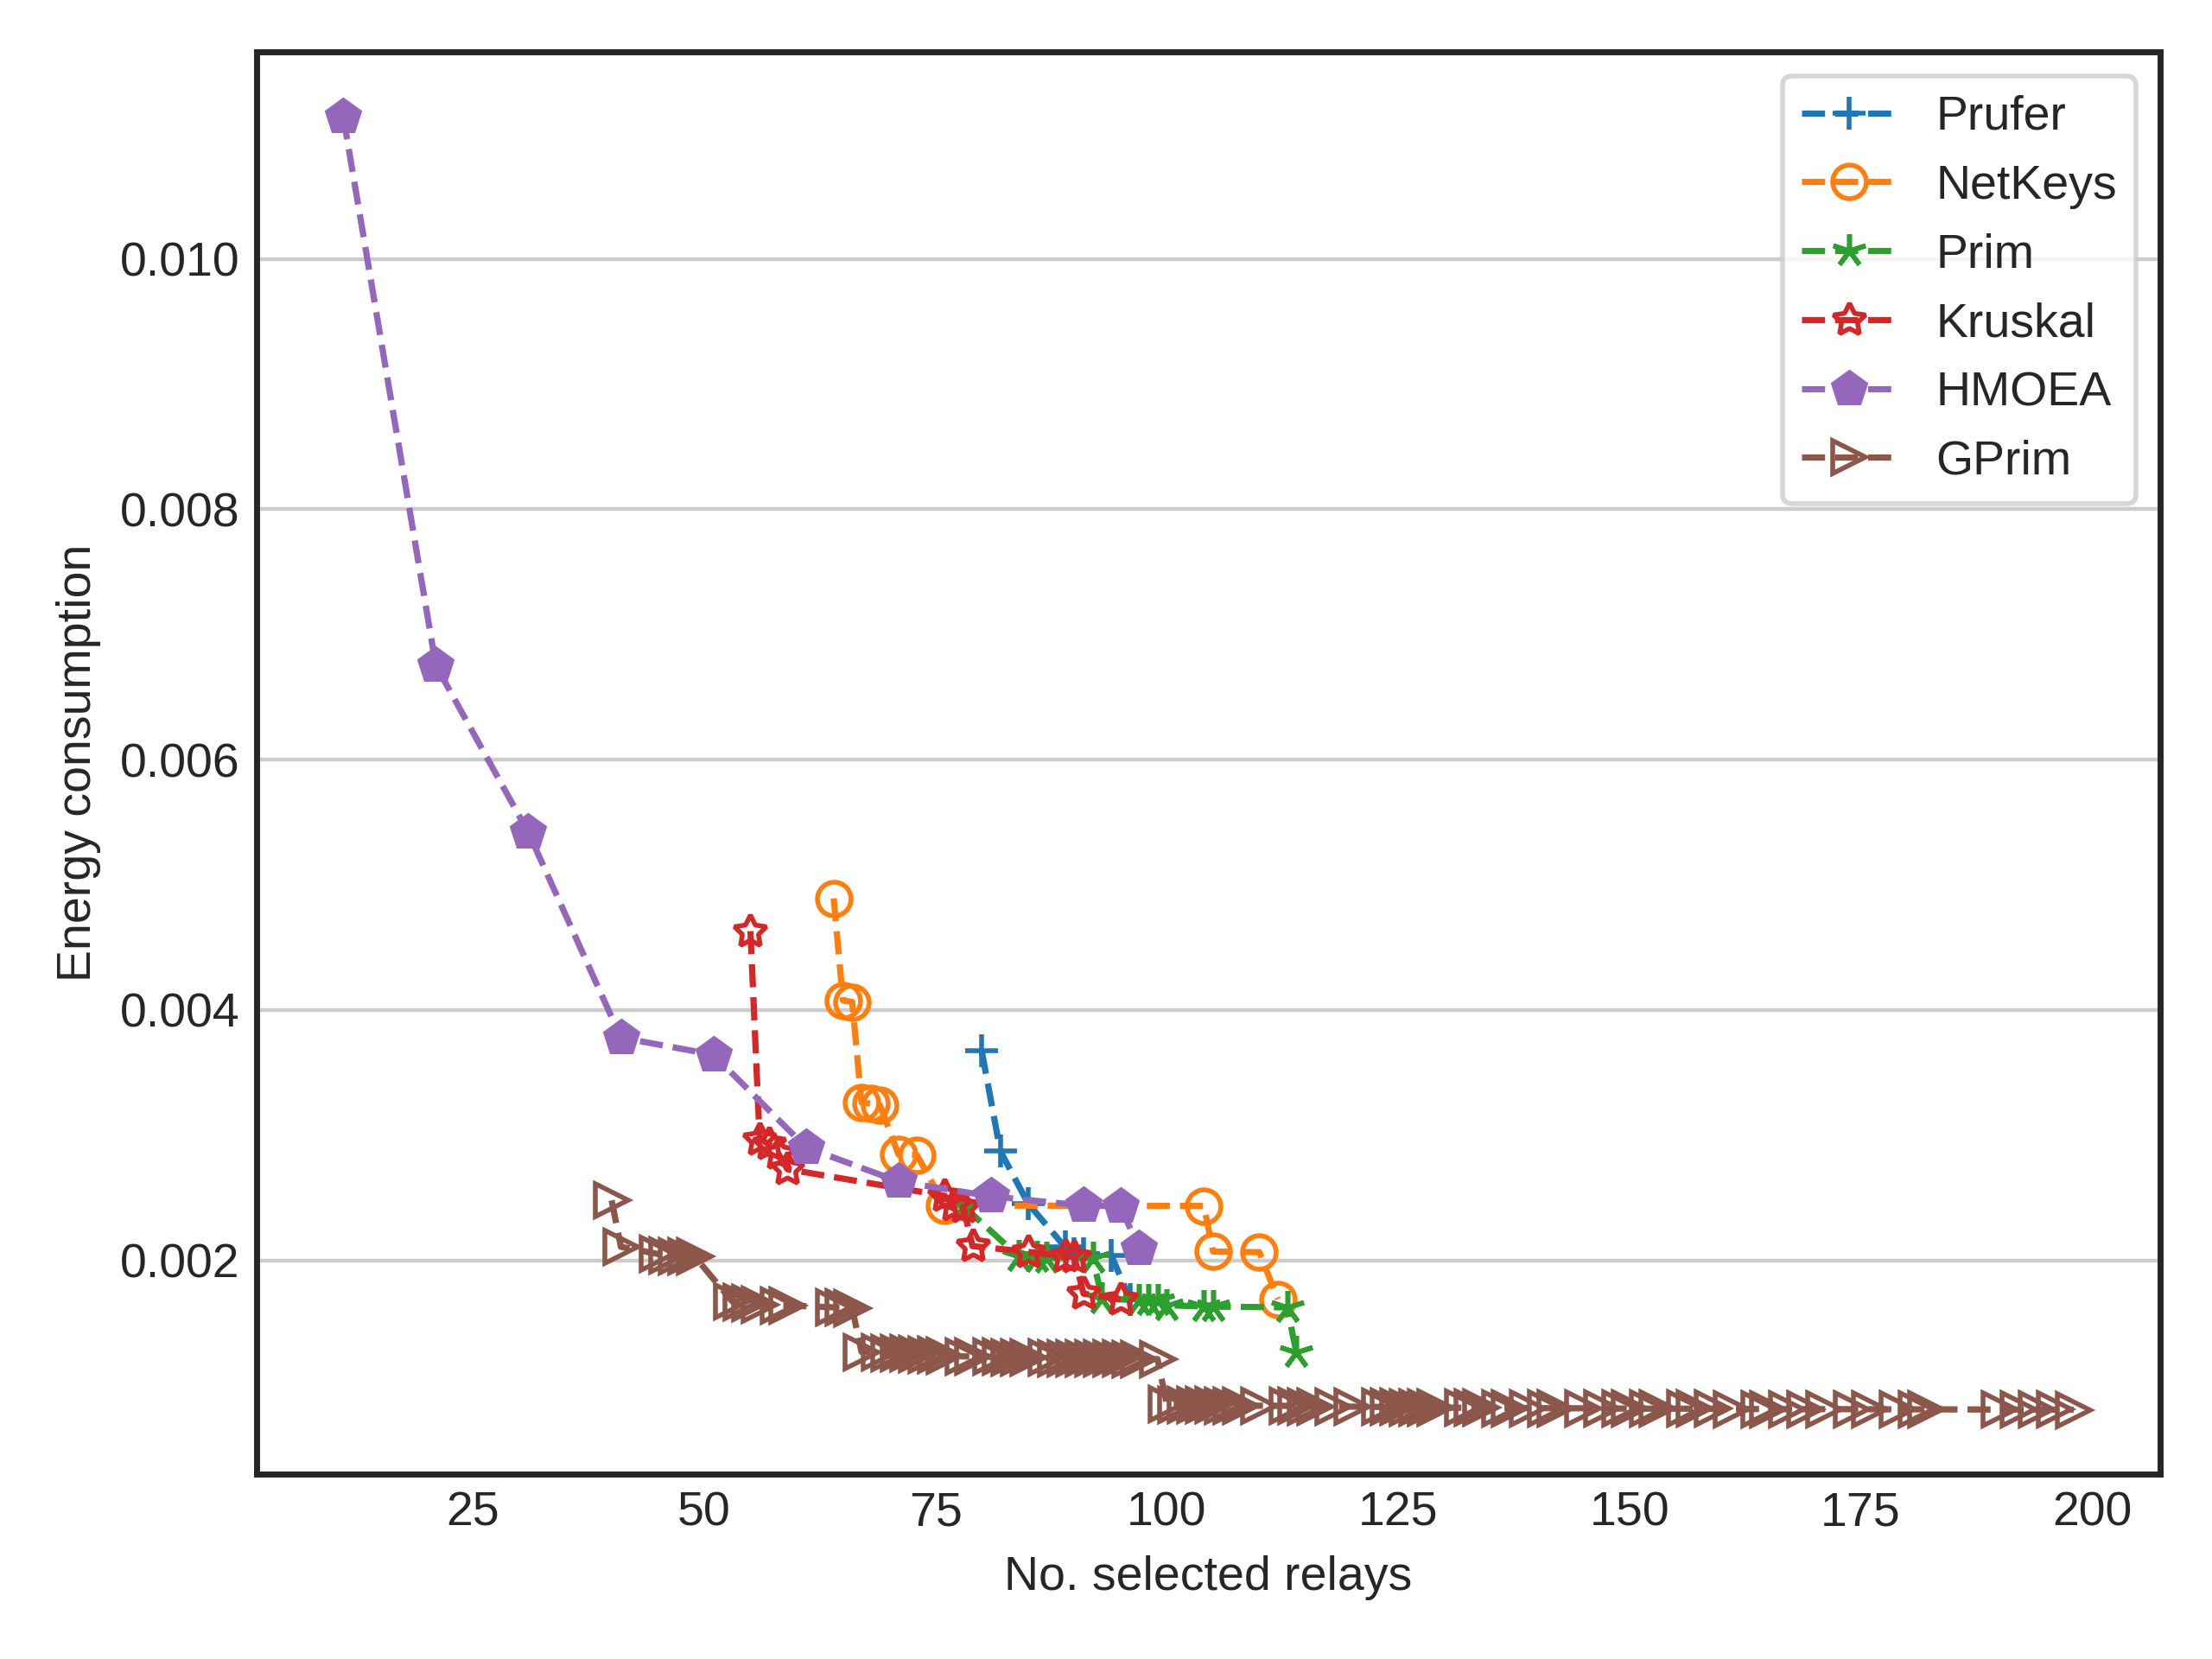 Prufer
NetKeys
Prim
Kruskal
HMOEA
GPrim
0.010
0.008
0.006
0.004
0.002
Energy consumption
25 50 75 100 125 150 175 200
No. selected relays